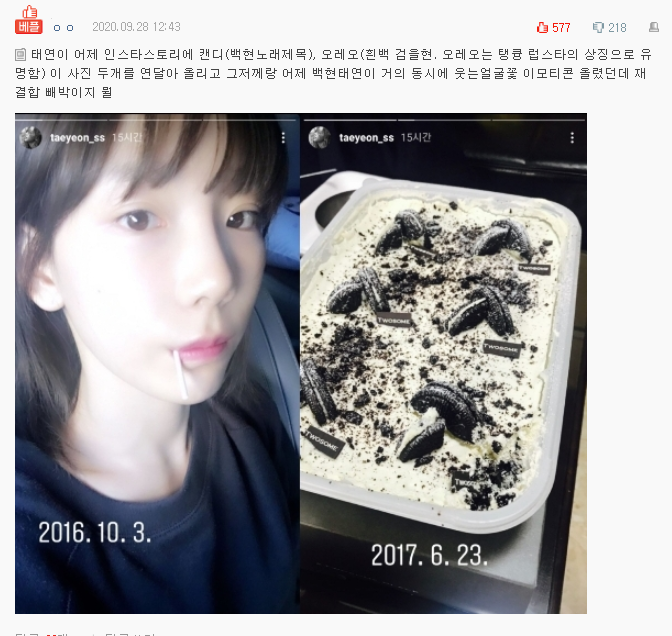 베플
ㅇㅇ 2020.09.28 12:43 577 218
태연이 어제 인스타스토리에 캔디(백현노래제목), 오레오(흰백 검을현. 오레오는 탱큥 럽스타의 상징으로 유
명함) 이 사진 두개를 연달아 올리고 그저께랑 어제 백현태연이 거의 동시에 웃는얼굴꽃 이모티콘 올렸던데 재
결합 빼박이지 뭘
taeyeon_ss 15시간
taeyeon_ss 15시간
TWOSOME
TWOSOME
TWOSOME
TWOSOME
2016. 10. 3.
2017. 6. 23.